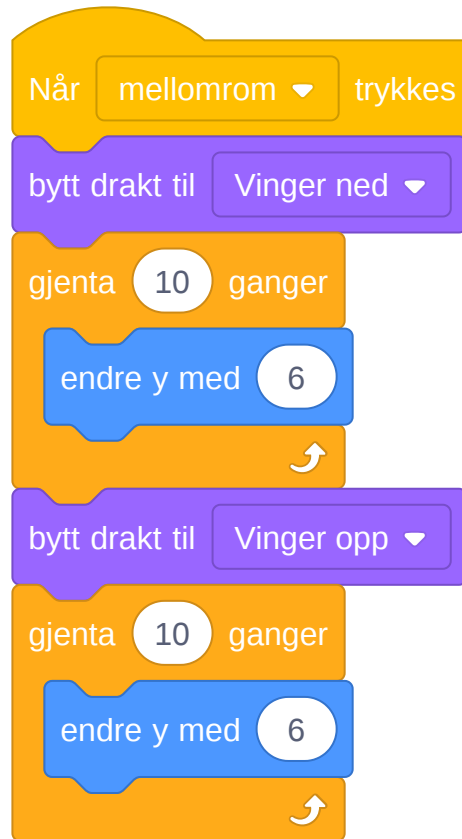 Når mellomrom trykkes
bytt drakt til Vinger ned
gjenta 10 ganger
endre y med 6
bytt drakt til Vinger opp
gjenta 10 ganger
endre y med 6